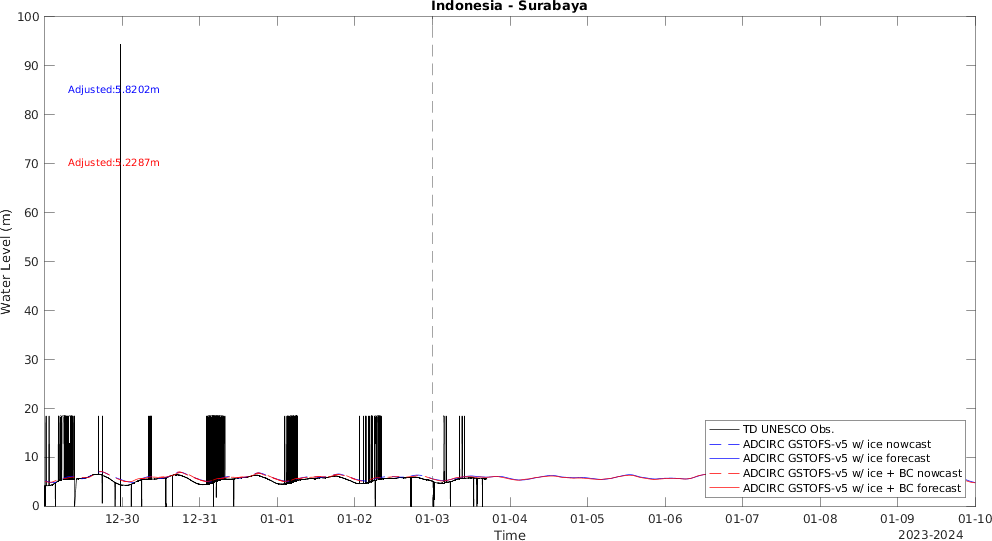 Indonesia - Surabaya
100
90
80
70
60
50
40
30
20
10
0
Water Level (m)
Adjusted:5.8202m
Adjusted:5.2287m
TD UNESCO Obs.
ADCIRC GSTOFS-v5 w/ ice nowcast
ADCIRC GSTOFS-v5 w/ ice forecast
ADCIRC GSTOFS-v5 w/ ice + BC nowcast
ADCIRC GSTOFS-v5 w/ ice + BC forecast
12-30 12-31 01-01 01-02 01-03 01-04 01-05 01-06 01-07 01-08 01-09 01-10
Time
2023-2024